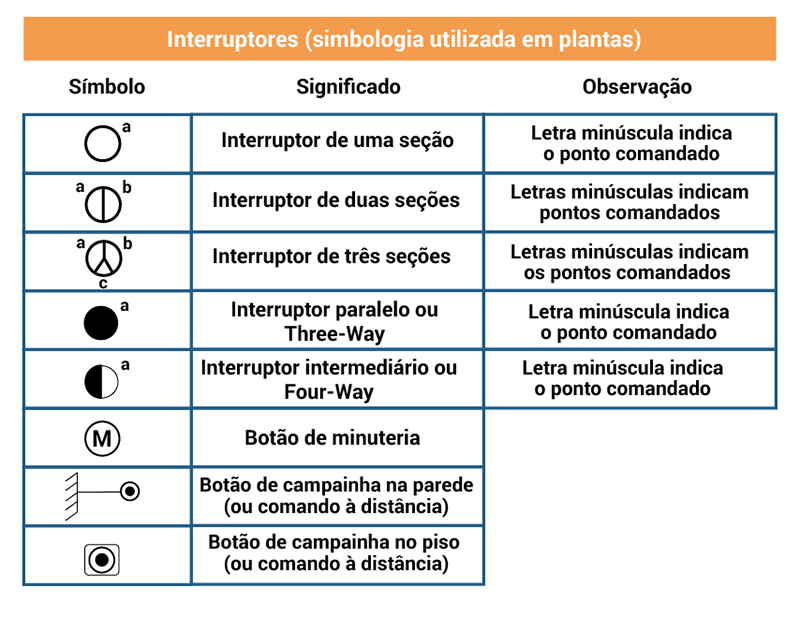 Interruptores (simbologia utilizada em plantas)
Símbolo Significado Observação
a
Interruptor de uma seção
Letra minúscula indica
o ponto comandado
a b
Interruptor de duas seções
Letras minúsculas indicam
pontos comandados
a b
c
Interruptor de três seções
Letras minúsculas indicam
os pontos comandados
a
Interruptor paralelo ou
Three-Way
Letra minúscula indica
o ponto comandado
a
Interruptor intermediário ou
Four-Way
Letra minúscula indica
o ponto comandado
M
Botão de minuteria
Botão de campainha na parede
(ou comando à distância)
Botão de campainha no piso
(ou comando à distância)